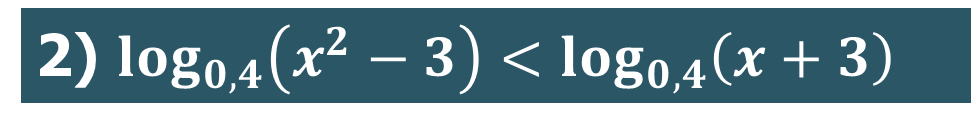 2) log₀,₄(x² − 3) < log₀,₄(x + 3)